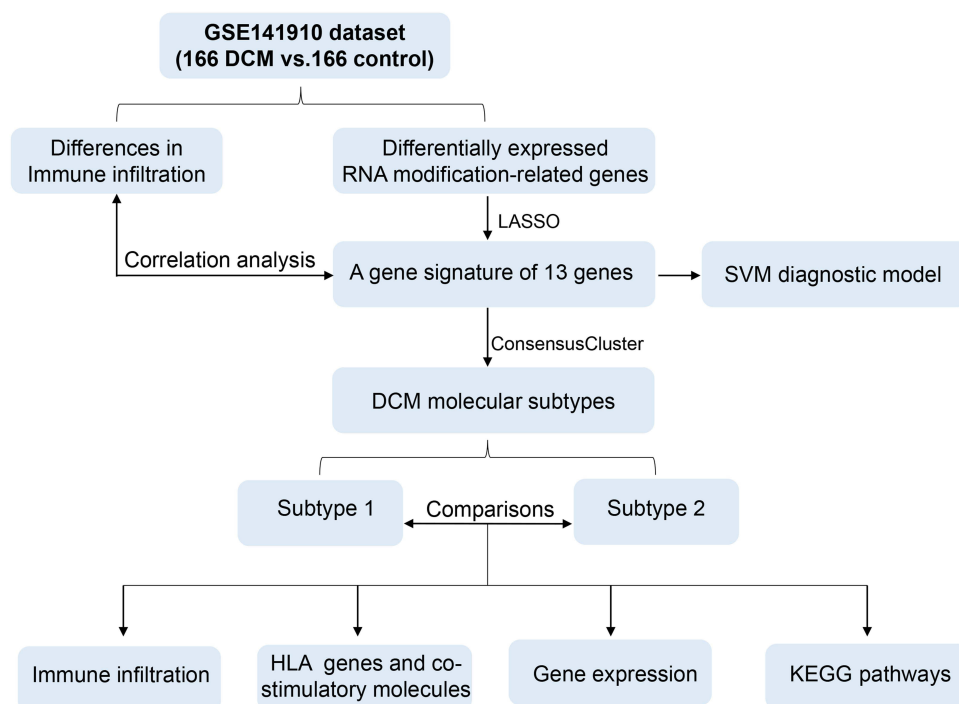 GSE141910 dataset
(166 DCM vs.166 control)
Differences in
Immune infiltration
Differentially expressed
RNA modification-related genes
LASSO
Correlation analysis
A gene signature of 13 genes
SVM diagnostic model
ConsensusCluster
DCM molecular subtypes
Subtype 1
Comparisons
Subtype 2
Immune infiltration
HLA genes and co-
stimulatory molecules
Gene expression
KEGG pathways